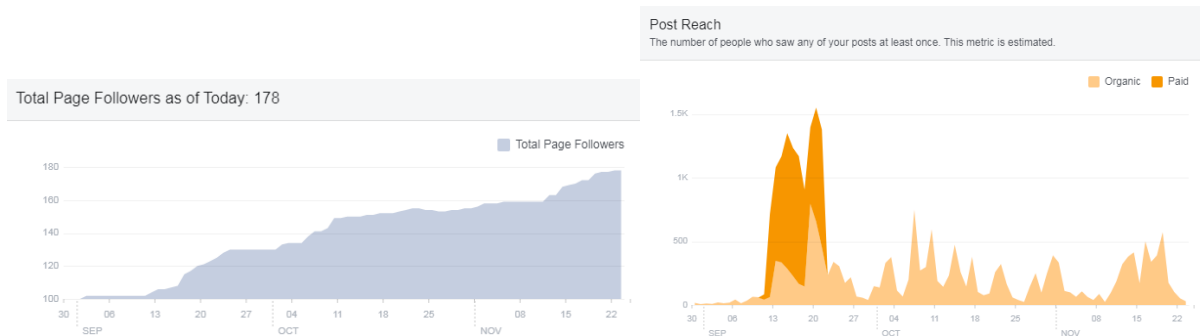 Total Page Followers as of Today: 178
Total Page Followers
180
160
140
120
100
30 06 13 20 27 04 11 18 25 01 08 15 22
SEP OCT NOV
Post Reach
The number of people who saw any of your posts at least once. This metric is estimated.
Organic Paid
1.5K
1K
500
0
30 06 13 20 27 04 11 18 25 01 08 15 22
SEP OCT NOV